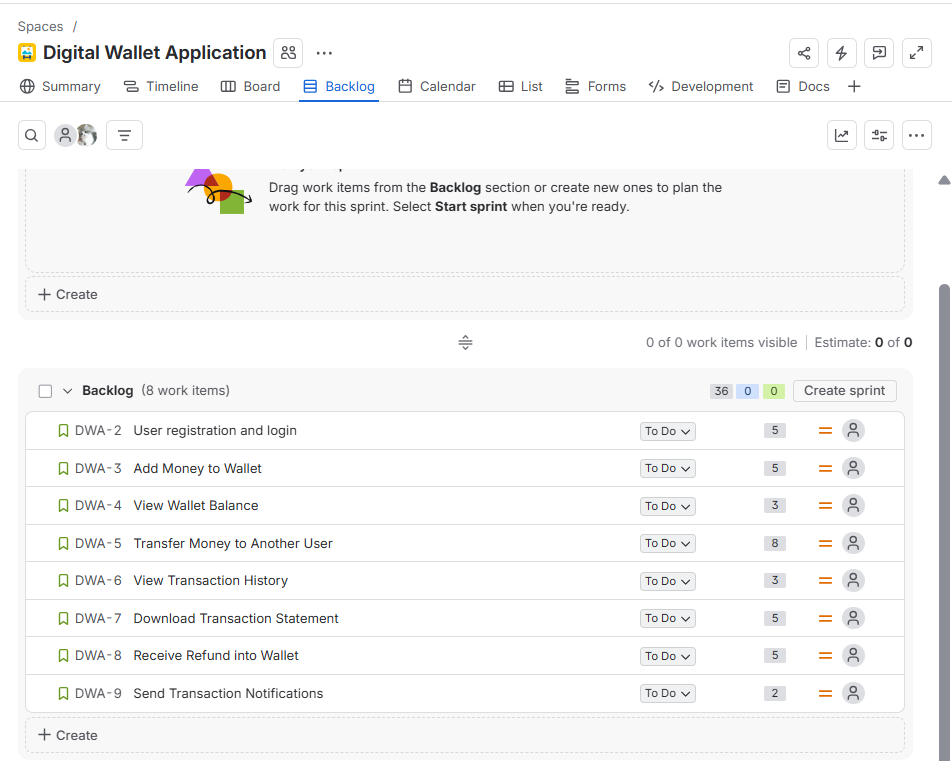 Spaces /
Digital Wallet Application
Summary Timeline Board Backlog Calendar List Forms Development Docs
Drag work items from the Backlog section or create new ones to plan the
work for this sprint. Select Start sprint when you're ready.
Create
0 of 0 work items visible Estimate: 0 of 0
Backlog (8 work items) 36 0 0 Create sprint
DWA-2 User registration and login To Do 5
DWA-3 Add Money to Wallet To Do 5
DWA-4 View Wallet Balance To Do 3
DWA-5 Transfer Money to Another User To Do 8
DWA-6 View Transaction History To Do 3
DWA-7 Download Transaction Statement To Do 5
DWA-8 Receive Refund into Wallet To Do 5
DWA-9 Send Transaction Notifications To Do 2
Create